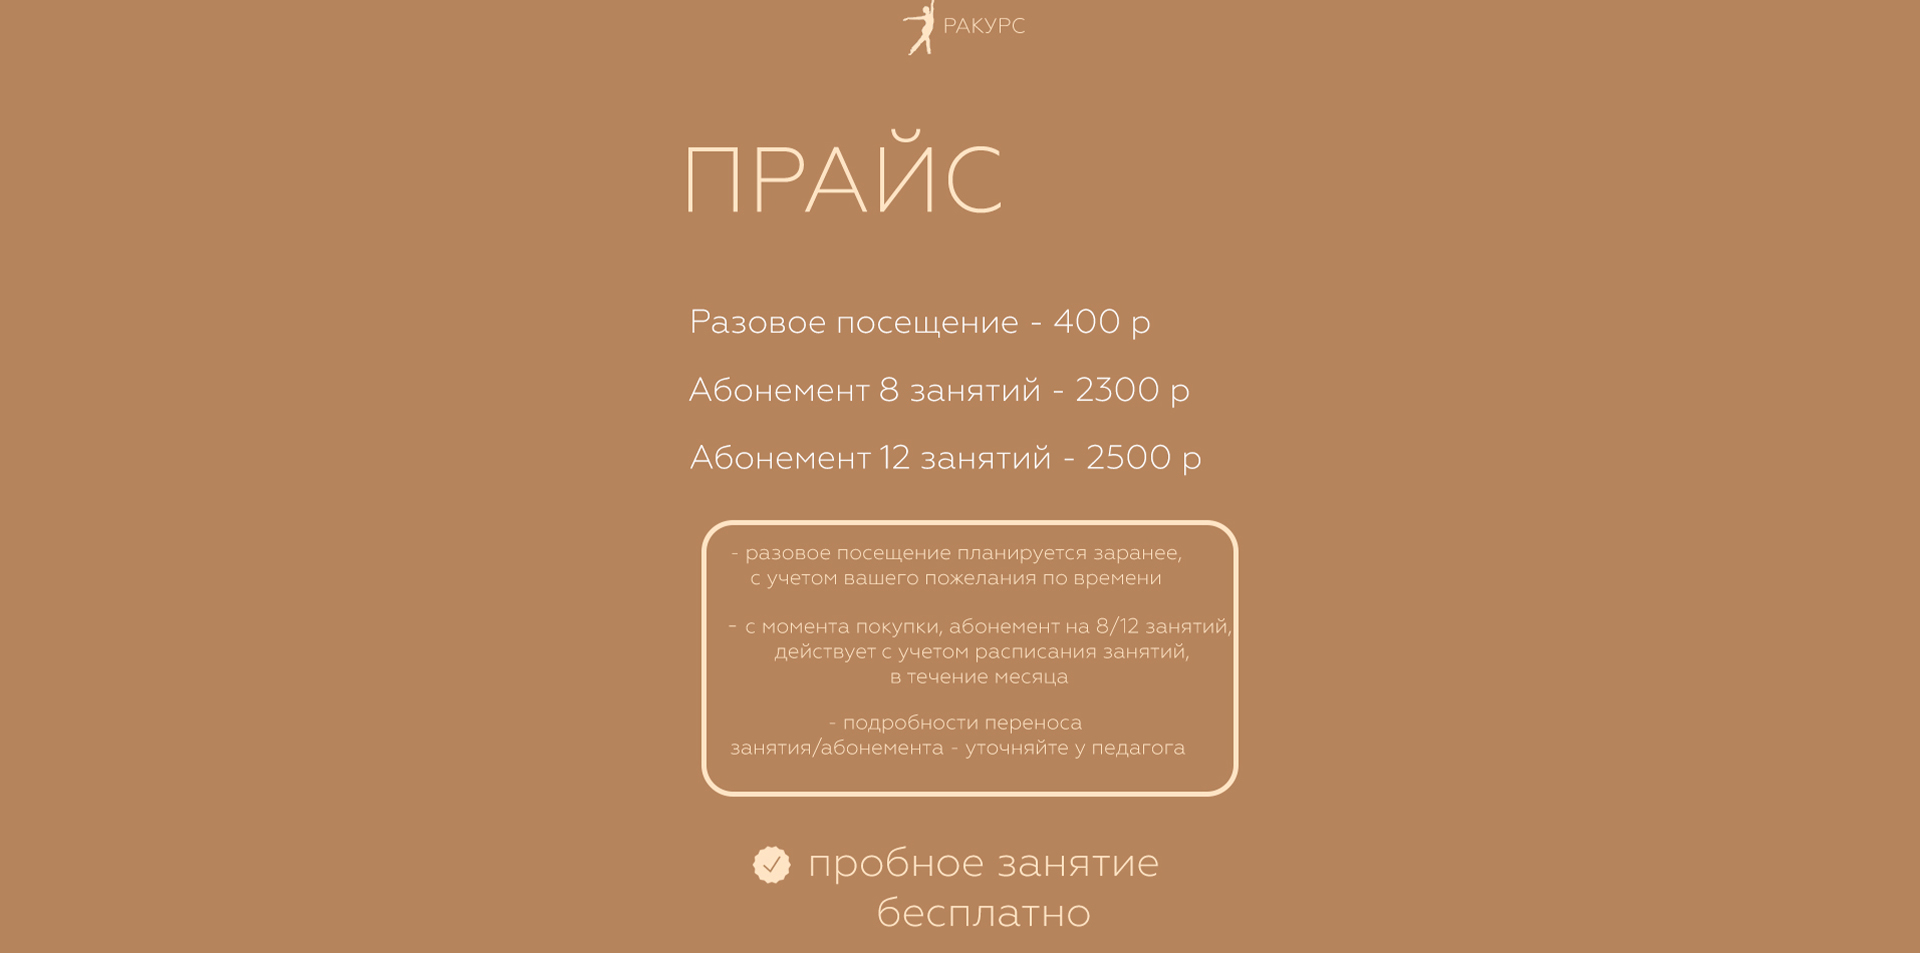 РАКУРС
ПРАЙС
Разовое посещение - 400 р
Абонемент 8 занятий - 2300 р
Абонемент 12 занятий - 2500 р
- разовое посещение планируется заранее,
с учетом вашего пожелания по времени
- с момента покупки, абонемент на 8/12 занятий,
действует с учетом расписания занятий,
в течение месяца
- подробности переноса
занятия/абонемента - уточняйте у педагога
пробное занятие
бесплатно